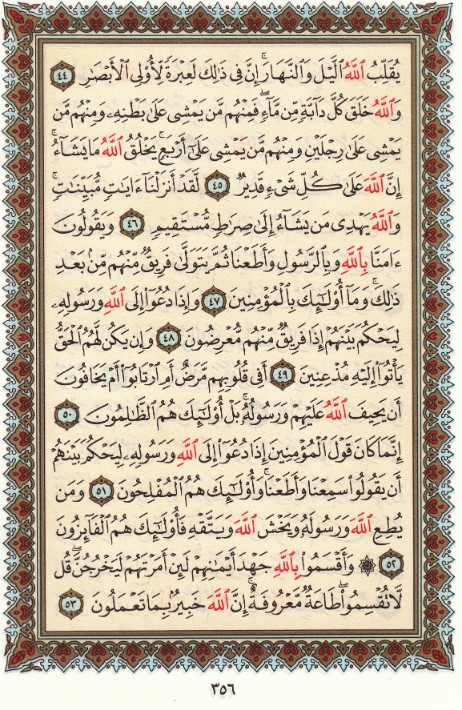 يُقَلِّبُ ٱللَّهُ ٱلَّيْلَ وَٱلنَّهَارَ ۚ إِنَّ فِى ذَٰلِكَ لَعِبْرَةً لِّأُو۟لِى ٱلْأَبْصَٰرِ ٤٤
وَٱللَّهُ خَلَقَ كُلَّ دَآبَّةٍ مِّن مَّآءٍ ۖ فَمِنْهُم مَّن يَمْشِى عَلَىٰ بَطْنِهِۦ وَمِنْهُم مَّن
يَمْشِى عَلَىٰ رِجْلَيْنِ وَمِنْهُم مَّن يَمْشِى عَلَىٰٓ أَرْبَعٍ ۚ يَخْلُقُ ٱللَّهُ مَا يَشَآءُ ۚ
إِنَّ ٱللَّهَ عَلَىٰ كُلِّ شَىْءٍ قَدِيرٌ ٤٥ لَّقَدْ أَنزَلْنَآ ءَايَٰتٍ مُّبَيِّنَٰتٍ ۚ
وَٱللَّهُ يَهْدِى مَن يَشَآءُ إِلَىٰ صِرَٰطٍ مُّسْتَقِيمٍ ٤٦ وَيَقُولُونَ
ءَامَنَّا بِٱللَّهِ وَبِٱلرَّسُولِ وَأَطَعْنَا ثُمَّ يَتَوَلَّىٰ فَرِيقٌ مِّنْهُم مِّنۢ بَعْدِ
ذَٰلِكَ ۚ وَمَآ أُو۟لَٰٓئِكَ بِٱلْمُؤْمِنِينَ ٤٧ وَإِذَا دُعُوٓا۟ إِلَى ٱللَّهِ وَرَسُولِهِۦ
لِيَحْكُمَ بَيْنَهُمْ إِذَا فَرِيقٌ مِّنْهُم مُّعْرِضُونَ ٤٨ وَإِن يَكُن لَّهُمُ ٱلْحَقُّ
يَأْتُوٓا۟ إِلَيْهِ مُذْعِنِينَ ٤٩ أَفِى قُلُوبِهِم مَّرَضٌ أَمِ ٱرْتَابُوٓا۟ أَمْ يَخَافُونَ
أَن يَحِيفَ ٱللَّهُ عَلَيْهِمْ وَرَسُولُهُۥ ۚ بَلْ أُو۟لَٰٓئِكَ هُمُ ٱلظَّٰلِمُونَ ٥٠
إِنَّمَا كَانَ قَوْلَ ٱلْمُؤْمِنِينَ إِذَا دُعُوٓا۟ إِلَى ٱللَّهِ وَرَسُولِهِۦ لِيَحْكُمَ بَيْنَهُمْ
أَن يَقُولُوا۟ سَمِعْنَا وَأَطَعْنَا ۚ وَأُو۟لَٰٓئِكَ هُمُ ٱلْمُفْلِحُونَ ٥١ وَمَن
يُطِعِ ٱللَّهَ وَرَسُولَهُۥ وَيَخْشَ ٱللَّهَ وَيَتَّقْهِ فَأُو۟لَٰٓئِكَ هُمُ ٱلْفَآئِزُونَ
٥٢ ۞ وَأَقْسَمُوا۟ بِٱللَّهِ جَهْدَ أَيْمَٰنِهِمْ لَئِنْ أَمَرْتَهُمْ لَيَخْرُجُنَّ ۖ قُل
لَّا تُقْسِمُوا۟ ۖ طَاعَةٌ مَّعْرُوفَةٌ ۚ إِنَّ ٱللَّهَ خَبِيرٌۢ بِمَا تَعْمَلُونَ ٥٣
٣٥٦